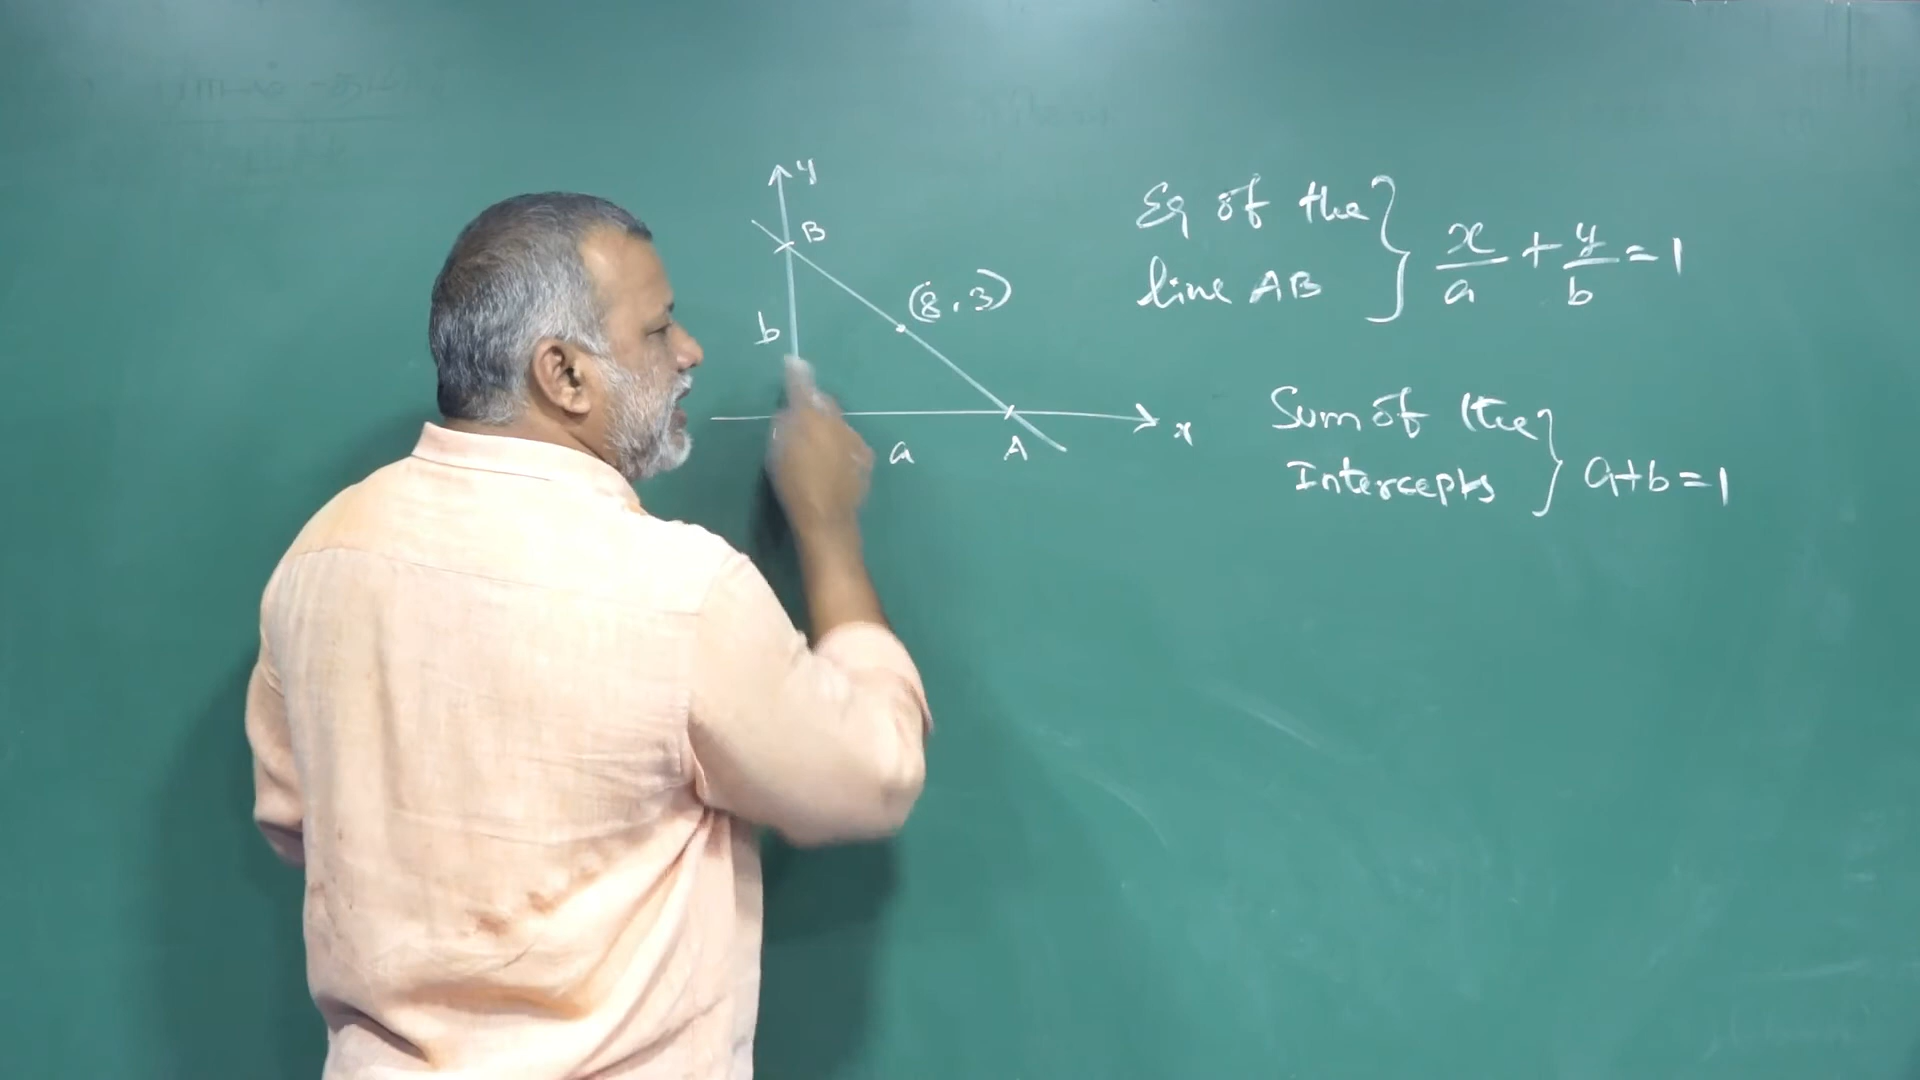 y
B
(8,3)
b
x
a
A
Eq of the
line AB } x/a + y/b = 1
Sum of the
Intercepts } a+b=1